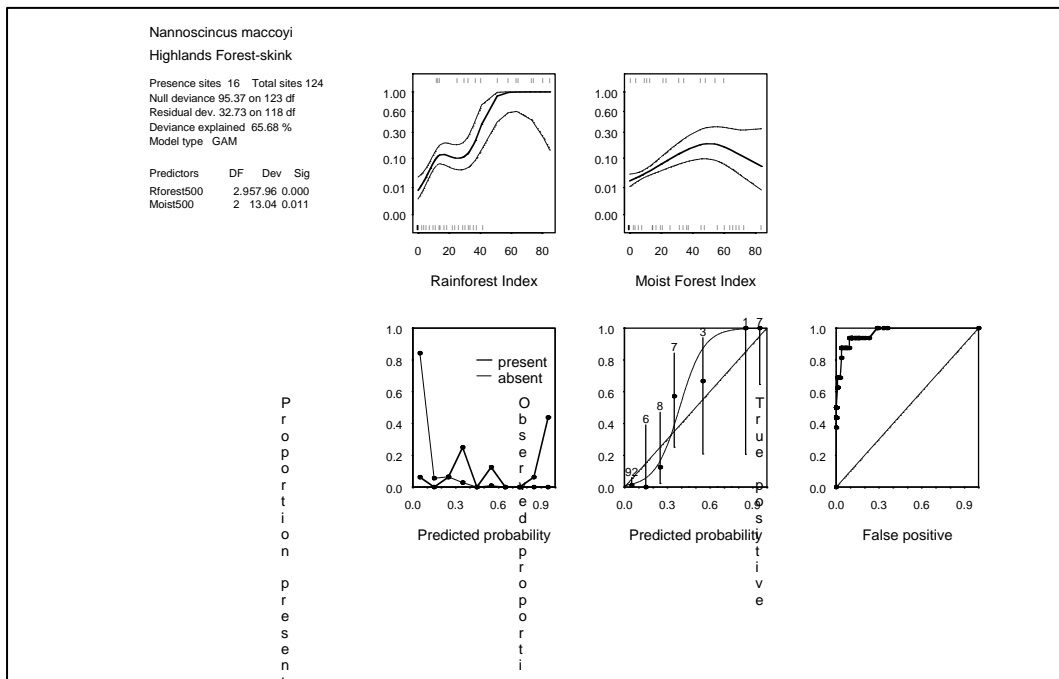 Nannoscincus maccoyi
Highlands Forest-skink
Presence sites 16 Total sites 124
Null deviance 95.37 on 123 df
Residual dev. 32.73 on 118 df
Deviance explained 65.68 %
Model type GAM
Predictors DF Dev Sig
Rforest500 2.957.96 0.000
Moist500 2 13.04 0.011
1.00
0.60
0.30
0.10
0.01
0.00
0 20 40 60 80
Rainforest Index
1.00
0.60
0.30
0.10
0.01
0.00
0 20 40 60 80
Moist Forest Index
Proportion present
1.0
0.8
0.6
0.4
0.2
0.0
present
absent
0.0 0.3 0.6 0.9
Predicted probability
Observed proporti
1.0
0.8
0.6
0.4
0.2
0.0
92 6 8 7 3 1 7
0.0 0.3 0.6 0.9
Predicted probability
True positive
1.0
0.8
0.6
0.4
0.2
0.0
0.0 0.3 0.6 0.9
False positive